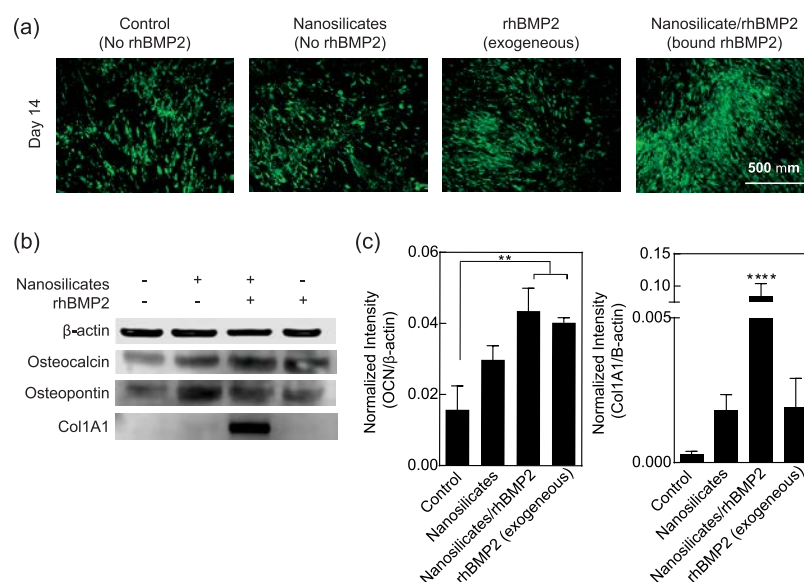 (a)
Control
(No rhBMP2)
Nanosilicates
(No rhBMP2)
rhBMP2
(exogeneous)
Nanosilicate/rhBMP2
(bound rhBMP2)
Day 14
500 mm
(b)
Nanosilicates - + + -
rhBMP2 - - + +
β-actin
Osteocalcin
Osteopontin
Col1A1
(c)
Normalized Intensity
(OCN/β-actin)
0.06
0.04
0.02
0.00
**
Control
Nanosilicates
Nanosilicates/rhBMP2
rhBMP2 (exogeneous)
Normalized Intensity
(Col1A1/B-actin)
0.15
0.10
0.005
0.000
****
Control
Nanosilicates
Nanosilicates/rhBMP2
rhBMP2 (exogeneous)